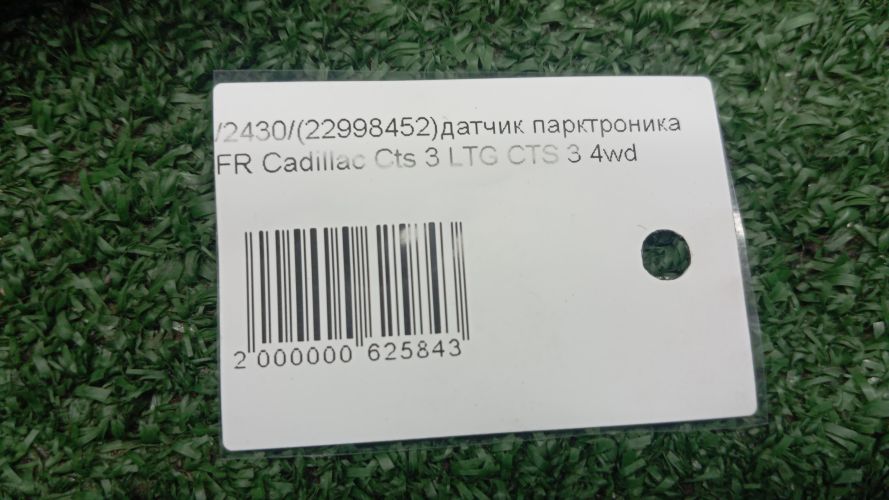 /2430/(22998452)датчик парктроника
FR Cadillac Cts 3 LTG CTS 3 4wd
2 000000 625843